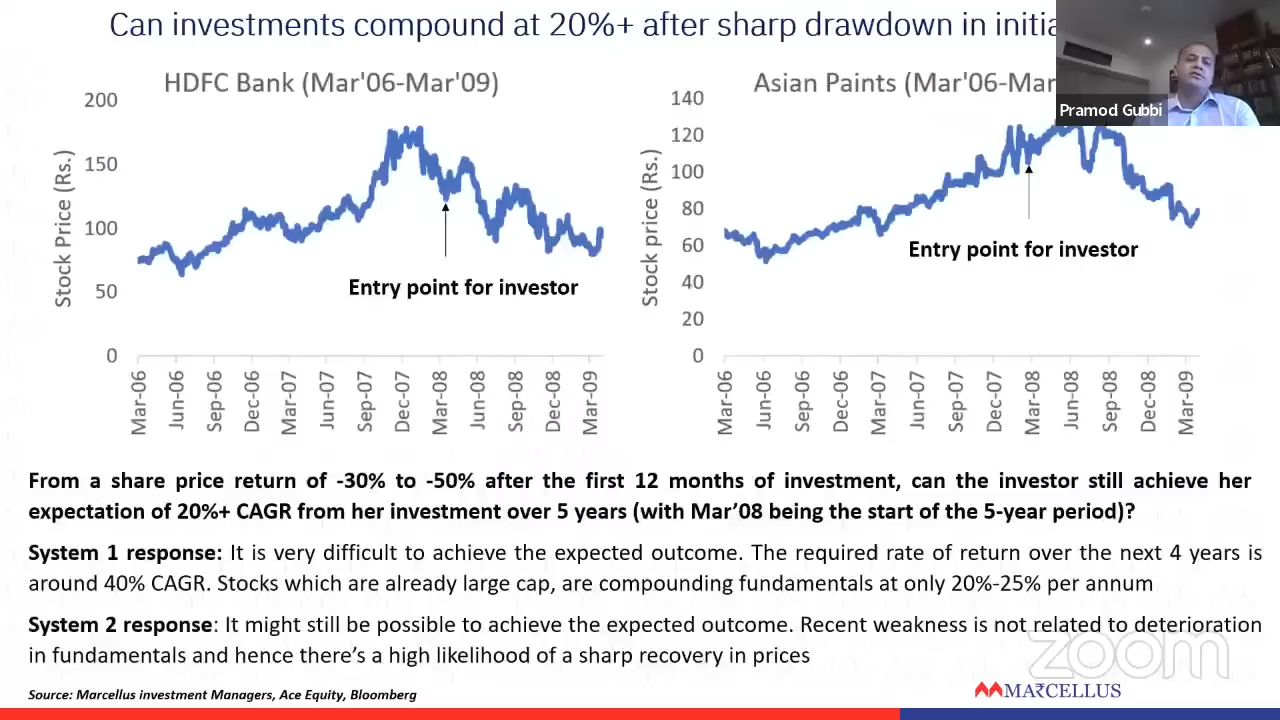 Can investments compound at 20%+ after sharp drawdown in initia
Pramod Gubbi
HDFC Bank (Mar'06-Mar'09)
200
150
100
50
0
Stock Price (Rs.)
Entry point for investor
Mar-06
Jun-06
Sep-06
Dec-06
Mar-07
Jun-07
Sep-07
Dec-07
Mar-08
Jun-08
Sep-08
Dec-08
Mar-09
Asian Paints (Mar'06-Mar
140
120
100
80
60
40
20
0
Stock price (Rs.)
Entry point for investor
Mar-06
Jun-06
Sep-06
Dec-06
Mar-07
Jun-07
Sep-07
Dec-07
Mar-08
Jun-08
Sep-08
Dec-08
Mar-09
From a share price return of -30% to -50% after the first 12 months of investment, can the investor still achieve her
expectation of 20%+ CAGR from her investment over 5 years (with Mar’08 being the start of the 5-year period)?
System 1 response: It is very difficult to achieve the expected outcome. The required rate of return over the next 4 years is
around 40% CAGR. Stocks which are already large cap, are compounding fundamentals at only 20%-25% per annum
System 2 response: It might still be possible to achieve the expected outcome. Recent weakness is not related to deterioration
in fundamentals and hence there’s a high likelihood of a sharp recovery in prices
zoom
Source: Marcellus investment Managers, Ace Equity, Bloomberg
MARCELLUS